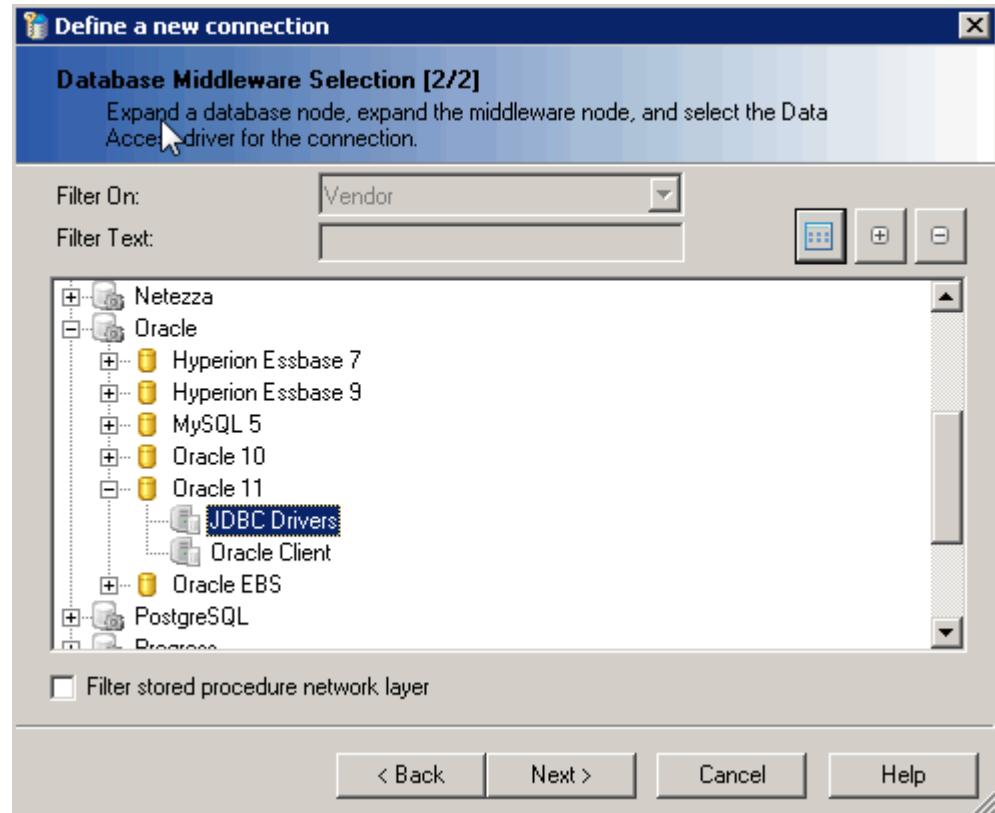 Define a new connection
Database Middleware Selection [2/2]
Expand a database node, expand the middleware node, and select the Data
Access driver for the connection.
Filter On:
Vendor
Filter Text:
Netezza
Oracle
Hyperion Essbase 7
Hyperion Essbase 9
MySQL 5
Oracle 10
Oracle 11
JDBC Drivers
Oracle Client
Oracle EBS
PostgreSQL
Progress
Filter stored procedure network layer
< Back
Next >
Cancel
Help